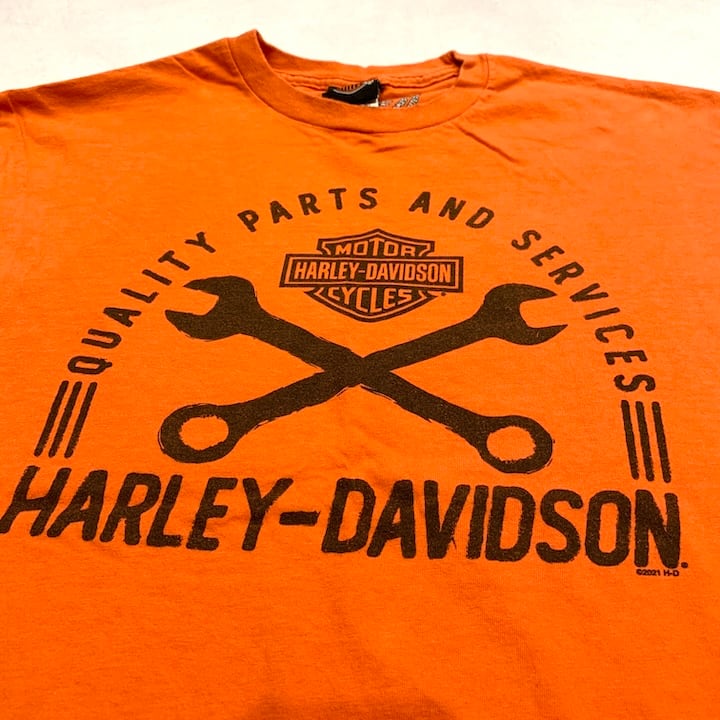 QUALITY PARTS AND SERVICES
MOTOR
HARLEY-DAVIDSON
CYCLES
HARLEY-DAVIDSON
©2021 H-D